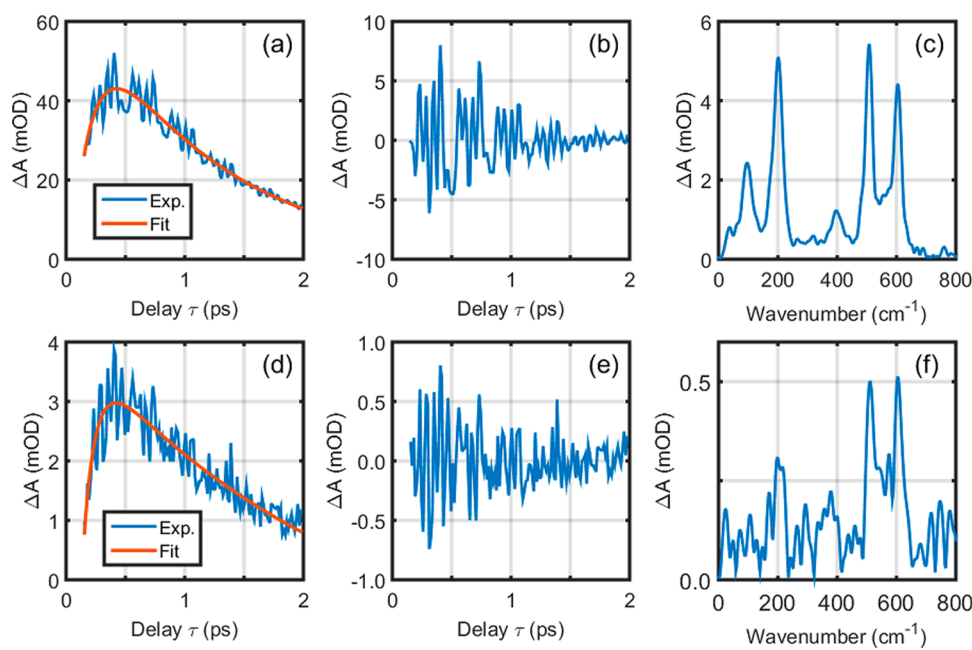 (a)
ΔA (mOD)
60
40
20
0
Exp.
Fit
0
1
2
Delay τ (ps)
(b)
ΔA (mOD)
10
5
0
-5
-10
0
1
2
Delay τ (ps)
(c)
ΔA (mOD)
6
4
2
0
0 200 400 600 800
Wavenumber (cm⁻¹)
(d)
ΔA (mOD)
4
3
2
1
0
Exp.
Fit
0
1
2
Delay τ (ps)
(e)
ΔA (mOD)
1.0
0.5
0.0
-0.5
-1.0
0
1
2
Delay τ (ps)
(f)
ΔA (mOD)
0.5
0.0
0 200 400 600 800
Wavenumber (cm⁻¹)